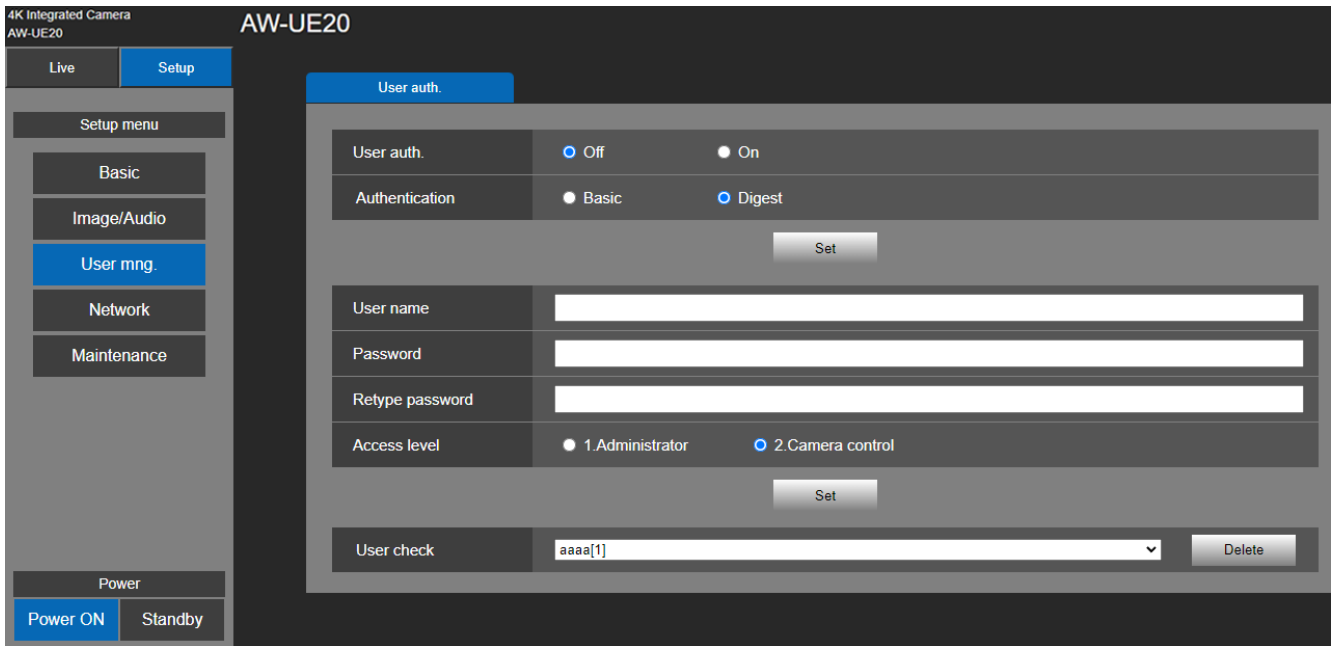 4K Integrated Camera
AW-UE20
AW-UE20
Live Setup
User auth.
Setup menu
Basic
Image/Audio
User mng.
Network
Maintenance
User auth. Off On
Authentication Basic Digest
Set
User name
Password
Retype password
Access level 1.Administrator 2.Camera control
Set
User check aaaa[1] Delete
Power
Power ON Standby